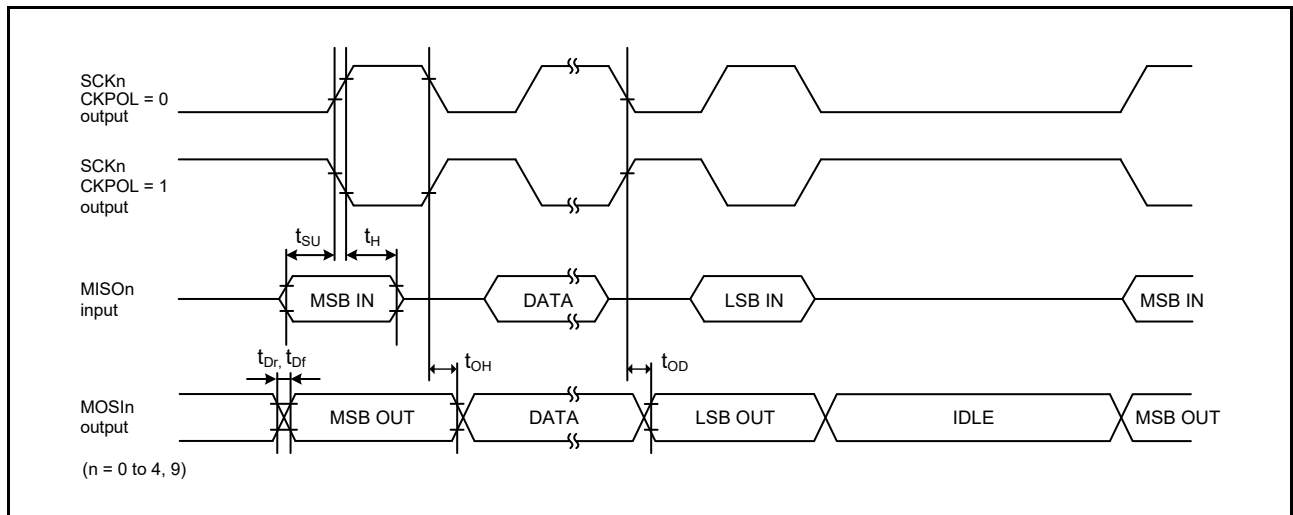 SCKn
CKPOL = 0
output
SCKn
CKPOL = 1
output
tSU
tH
MISOn
input
MSB IN
DATA
LSB IN
MSB IN
tDr, tDf
tOH
tOD
MOSIn
output
MSB OUT
DATA
LSB OUT
IDLE
MSB OUT
(n = 0 to 4, 9)